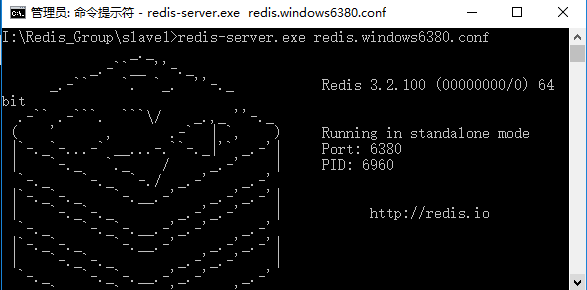 管理员: 命令提示符 - redis-server.exe  redis.windows6380.conf
I:\Redis_Group\slave1>redis-server.exe redis.windows6380.conf
Redis 3.2.100 (00000000/0) 64
bit
Running in standalone mode
Port: 6380
PID: 6960
http://redis.io